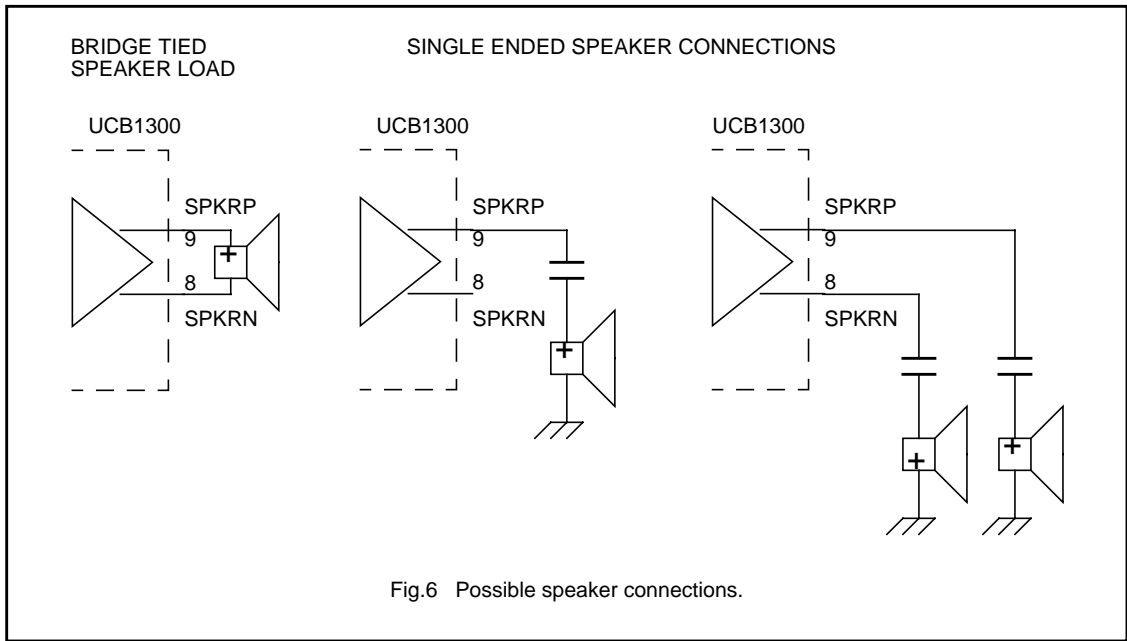 BRIDGE TIED
SPEAKER LOAD
SINGLE ENDED SPEAKER CONNECTIONS
UCB1300
SPKRP
9
8
SPKRN
+
UCB1300
SPKRP
9
8
SPKRN
+
UCB1300
SPKRP
9
8
SPKRN
+
+
Fig.6 Possible speaker connections.